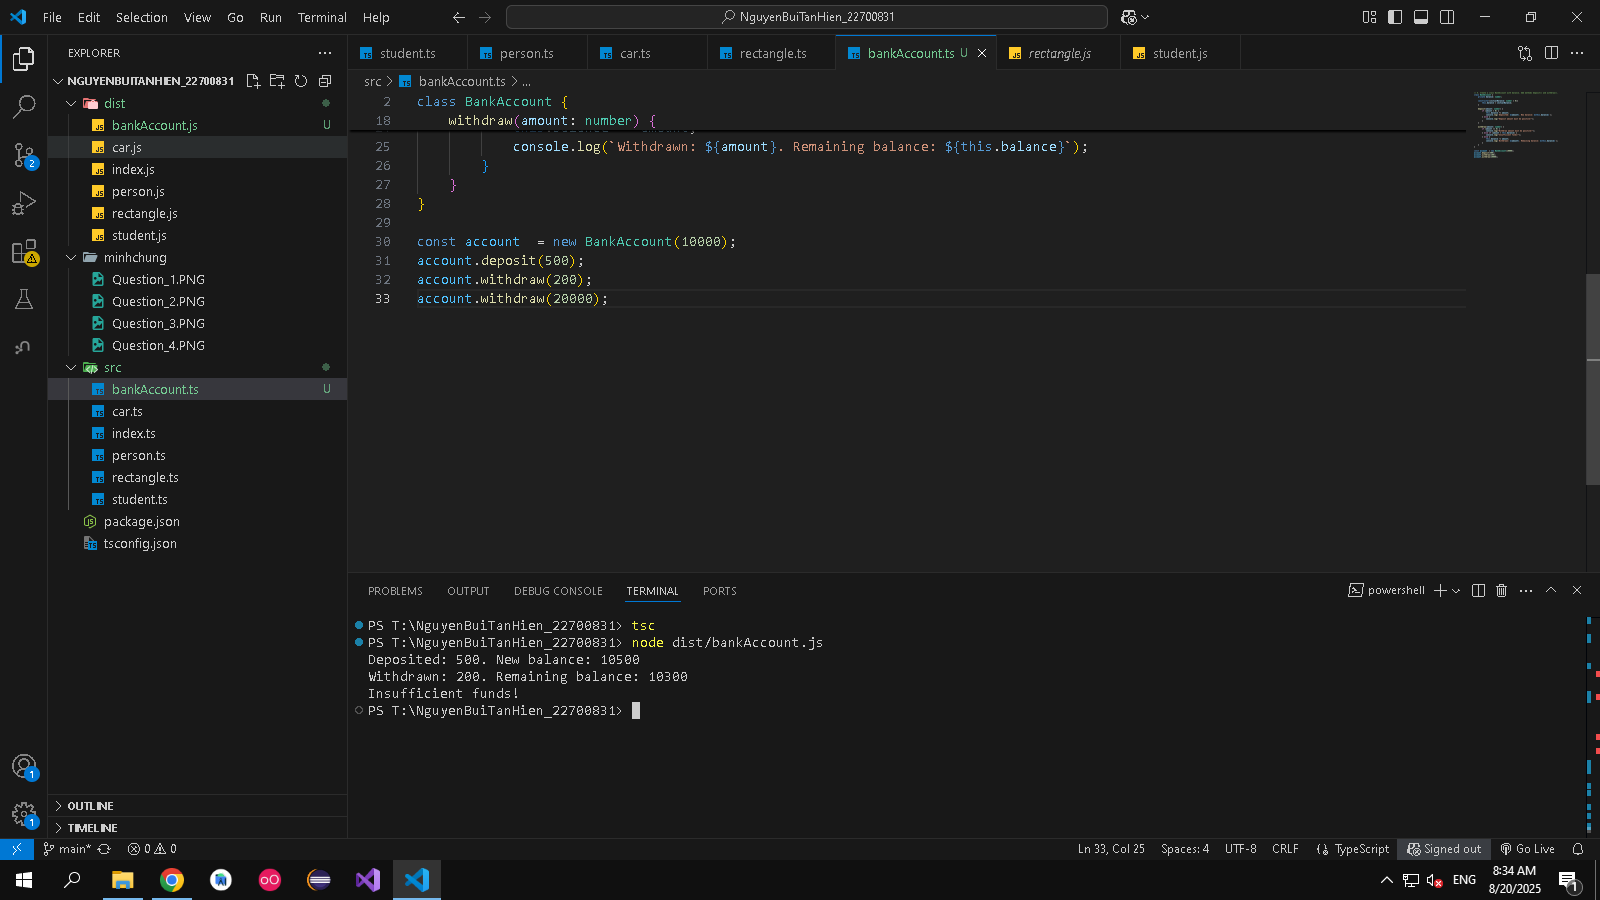 File Edit Selection View Go Run Terminal Help
NguyenBuiTanHien_22700831
EXPLORER
NGUYENBUITANHIEN_22700831
dist
bankAccount.js U
car.js
index.js
person.js
rectangle.js
student.js
minhchung
Question_1.PNG
Question_2.PNG
Question_3.PNG
Question_4.PNG
src
bankAccount.ts U
car.ts
index.ts
person.ts
rectangle.ts
student.ts
package.json
tsconfig.json
OUTLINE
TIMELINE
student.ts person.ts car.ts rectangle.ts bankAccount.ts U rectangle.js student.js
src > bankAccount.ts > ...
2 class BankAccount {
18 withdraw(amount: number) {
25 console.log(`Withdrawn: ${amount}. Remaining balance: ${this.balance}`);
26 }
27 }
28 }
29
30 const account  = new BankAccount(10000);
31 account.deposit(500);
32 account.withdraw(200);
33 account.withdraw(20000);
PROBLEMS OUTPUT DEBUG CONSOLE TERMINAL PORTS
powershell
PS T:\NguyenBuiTanHien_22700831> tsc
PS T:\NguyenBuiTanHien_22700831> node dist/bankAccount.js
Deposited: 500. New balance: 10500
Withdrawn: 200. Remaining balance: 10300
Insufficient funds!
PS T:\NguyenBuiTanHien_22700831>
2
1
1
main* 0 0
Ln 33, Col 25 Spaces: 4 UTF-8 CRLF TypeScript Signed out Go Live
ENG
8:34 AM
8/20/2025
1